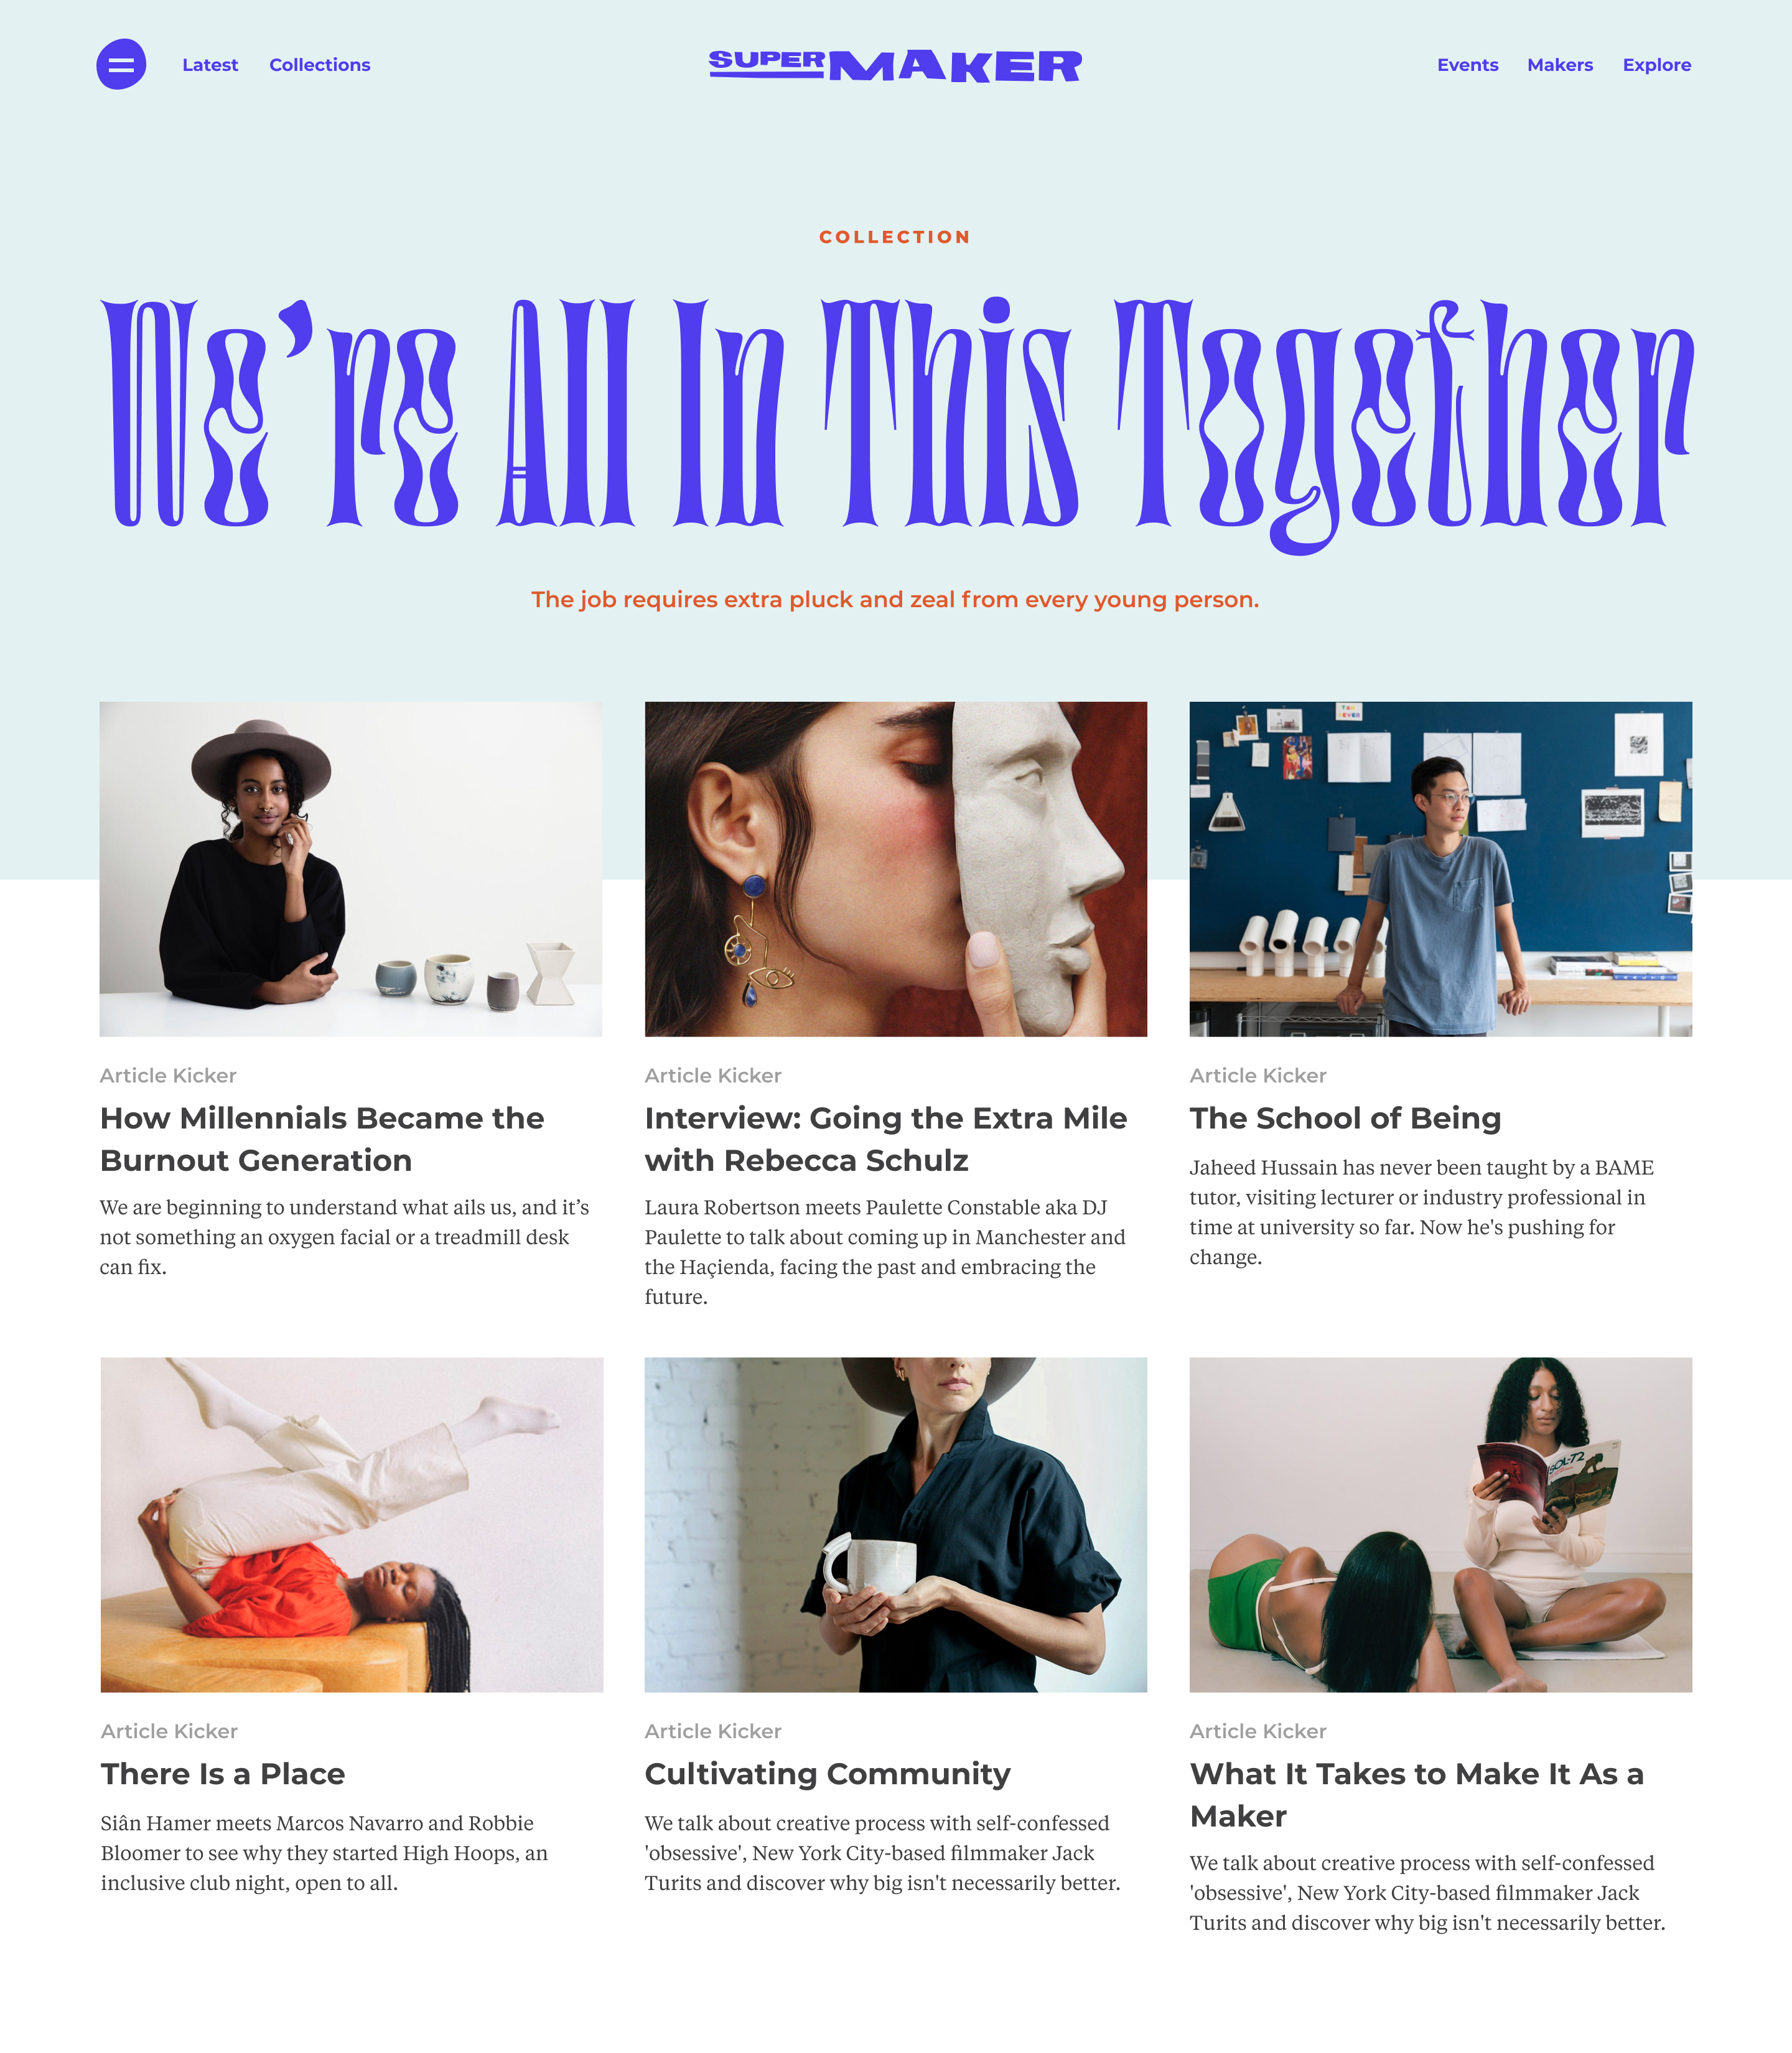 Latest Collections SUPERMAKER Events Makers Explore
COLLECTION
We’re All In This Together
The job requires extra pluck and zeal from every young person.
Article Kicker
How Millennials Became the
Burnout Generation
We are beginning to understand what ails us, and it’s
not something an oxygen facial or a treadmill desk
can fix.
Article Kicker
Interview: Going the Extra Mile
with Rebecca Schulz
Laura Robertson meets Paulette Constable aka DJ
Paulette to talk about coming up in Manchester and
the Haçienda, facing the past and embracing the
future.
Article Kicker
The School of Being
Jaheed Hussain has never been taught by a BAME
tutor, visiting lecturer or industry professional in
time at university so far. Now he's pushing for
change.
Article Kicker
There Is a Place
Siân Hamer meets Marcos Navarro and Robbie
Bloomer to see why they started High Hoops, an
inclusive club night, open to all.
Article Kicker
Cultivating Community
We talk about creative process with self-confessed
'obsessive', New York City-based filmmaker Jack
Turits and discover why big isn't necessarily better.
Article Kicker
What It Takes to Make It As a
Maker
We talk about creative process with self-confessed
'obsessive', New York City-based filmmaker Jack
Turits and discover why big isn't necessarily better.